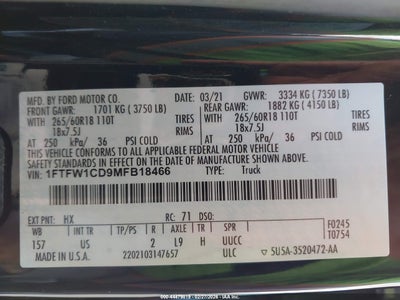 MFD. BY FORD MOTOR CO. 03/21 GVWR: 3334 KG ( 7350 LB)
FRONT GAWR: 1701 KG ( 3750 LB) REAR GAWR: 1882 KG ( 4150 LB)
WITH 265/60R18 110T TIRES WITH 265/60R18 110T TIRES
18x7.5J RIMS 18x7.5J RIMS
AT 250 kPa/ 36 PSI COLD AT 250 kPa/ 36 PSI COLD
THIS VEHICLE CONFORMS TO ALL APPLICABLE FEDERAL MOTOR VEHICLE
SAFETY STANDARDS IN EFFECT ON THE DATE OF MANUFACTURE SHOWN ABOVE.
VIN: 1FTFW1CD9MFB18466 TYPE: Truck
EXT PNT: HX RC: 71 DSO: F0245
WB INT TR TP/PS R AXLE TR SPR T0754
157 US 2 L9 H UUCC
MADE IN U.S.A. 2202103147657 ULC 5U5A-3520472-AA